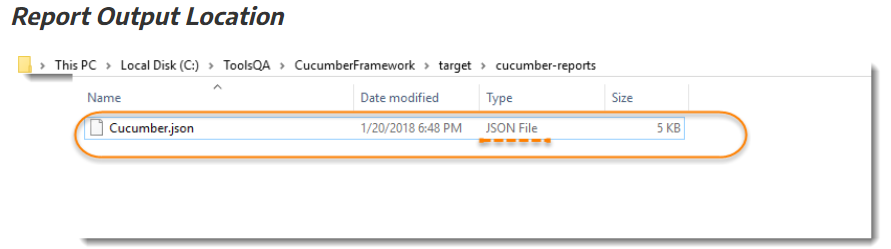 Report Output Location
This PC > Local Disk (C:) > ToolsQA > CucumberFramework > target > cucumber-reports
Name Date modified Type Size
Cucumber.json 1/20/2018 6:48 PM JSON File 5 KB